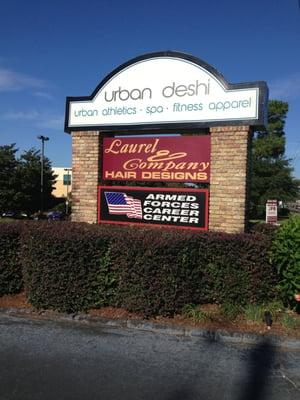 urban deshi
urban athletics · spa · fitness apparel
Laurel
&
Company
HAIR DESIGNS
ARMED
FORCES
CAREER
CENTER